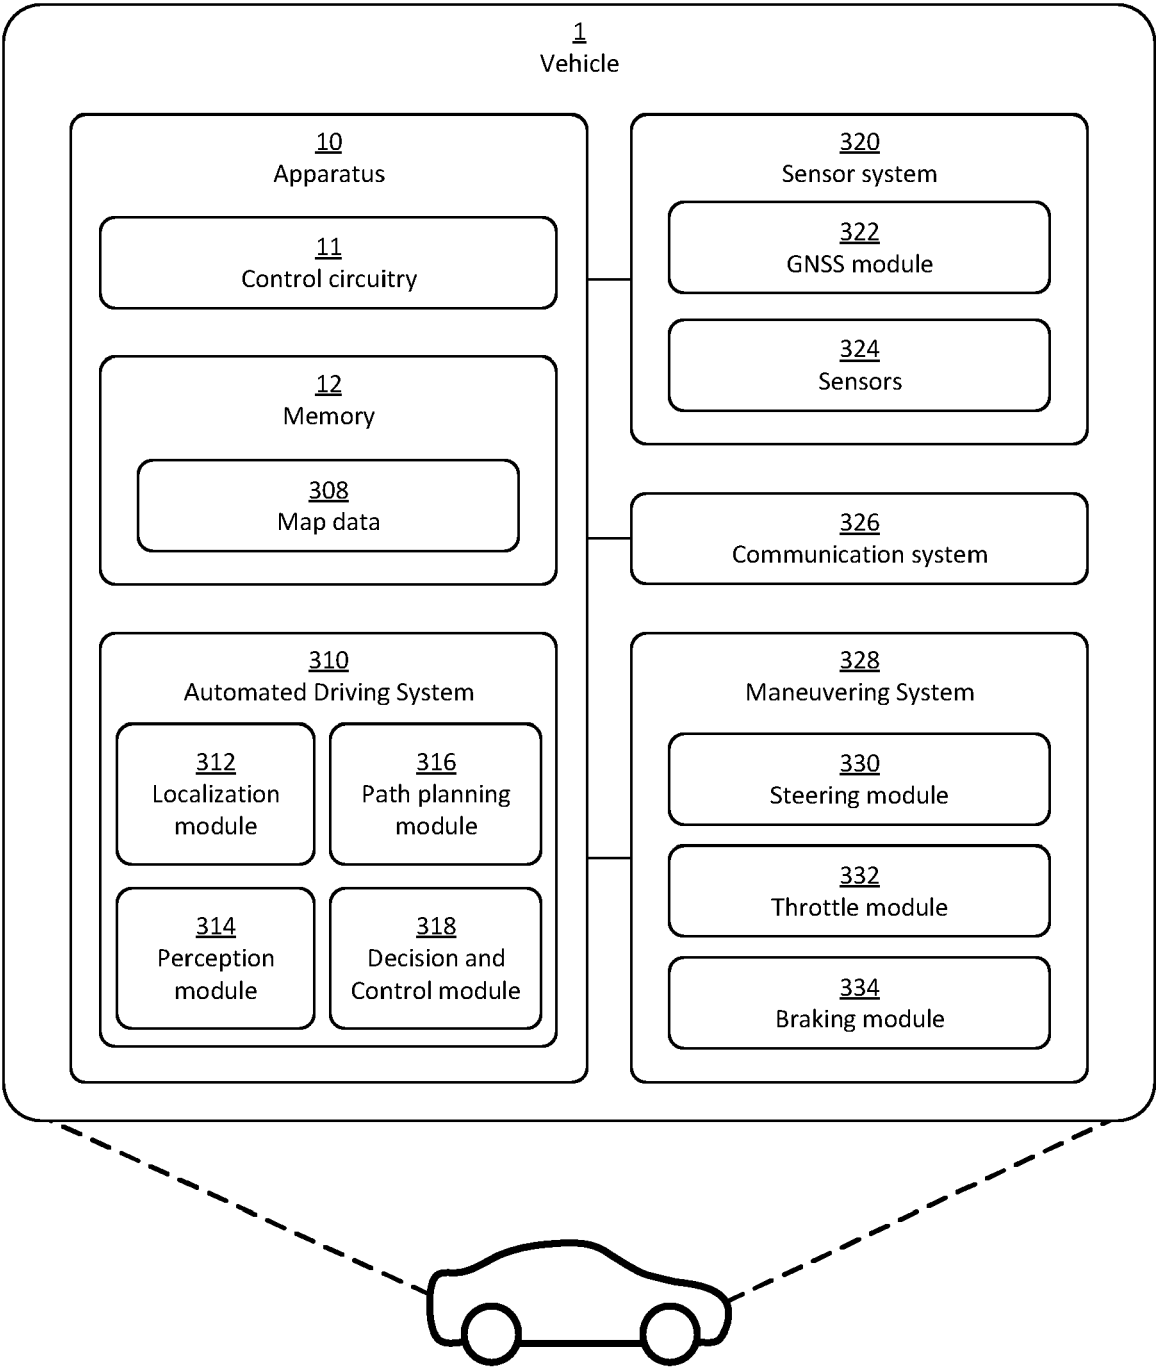 1
Vehicle
10
Apparatus
11
Control circuitry
12
Memory
308
Map data
310
Automated Driving System
312
Localization
module
316
Path planning
module
314
Perception
module
318
Decision and
Control module
320
Sensor system
322
GNSS module
324
Sensors
326
Communication system
328
Maneuvering System
330
Steering module
332
Throttle module
334
Braking module